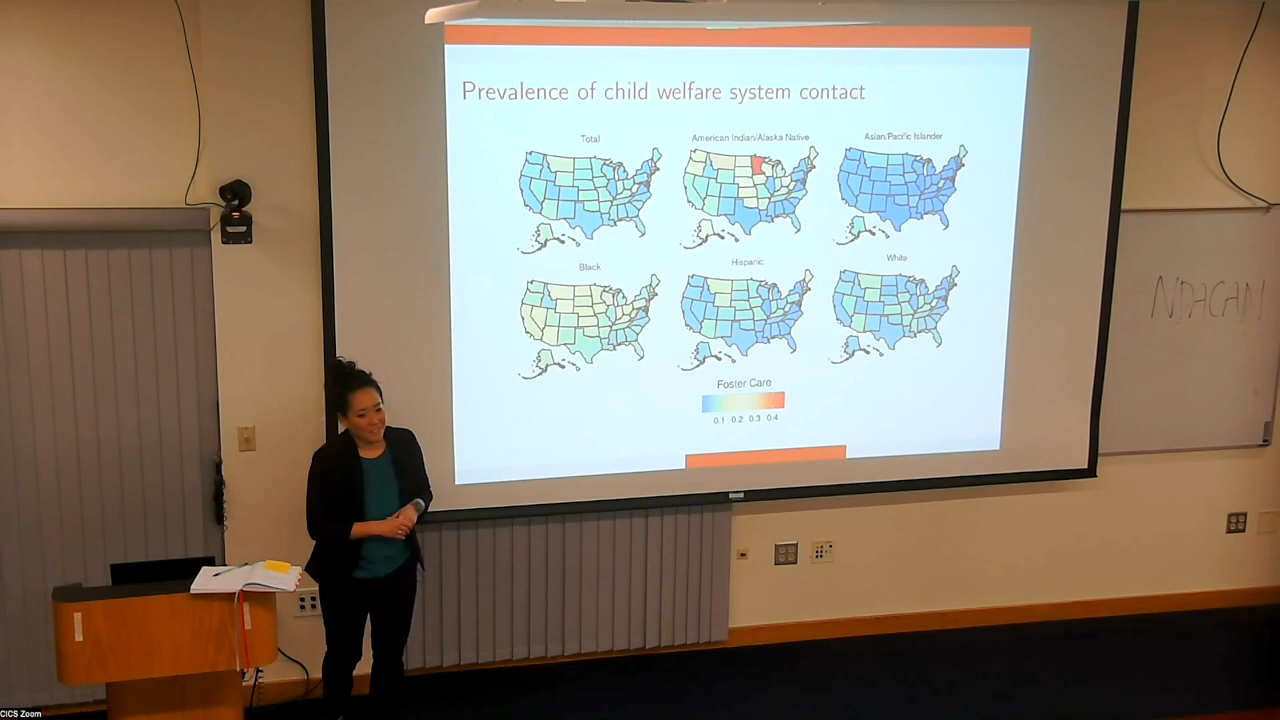 Prevalence of child welfare system contact
Total
American Indian/Alaska Native
Asian/Pacific Islander
Black
Hispanic
White
Foster Care
0.1 0.2 0.3 0.4
NDACAN
CICS Zoom